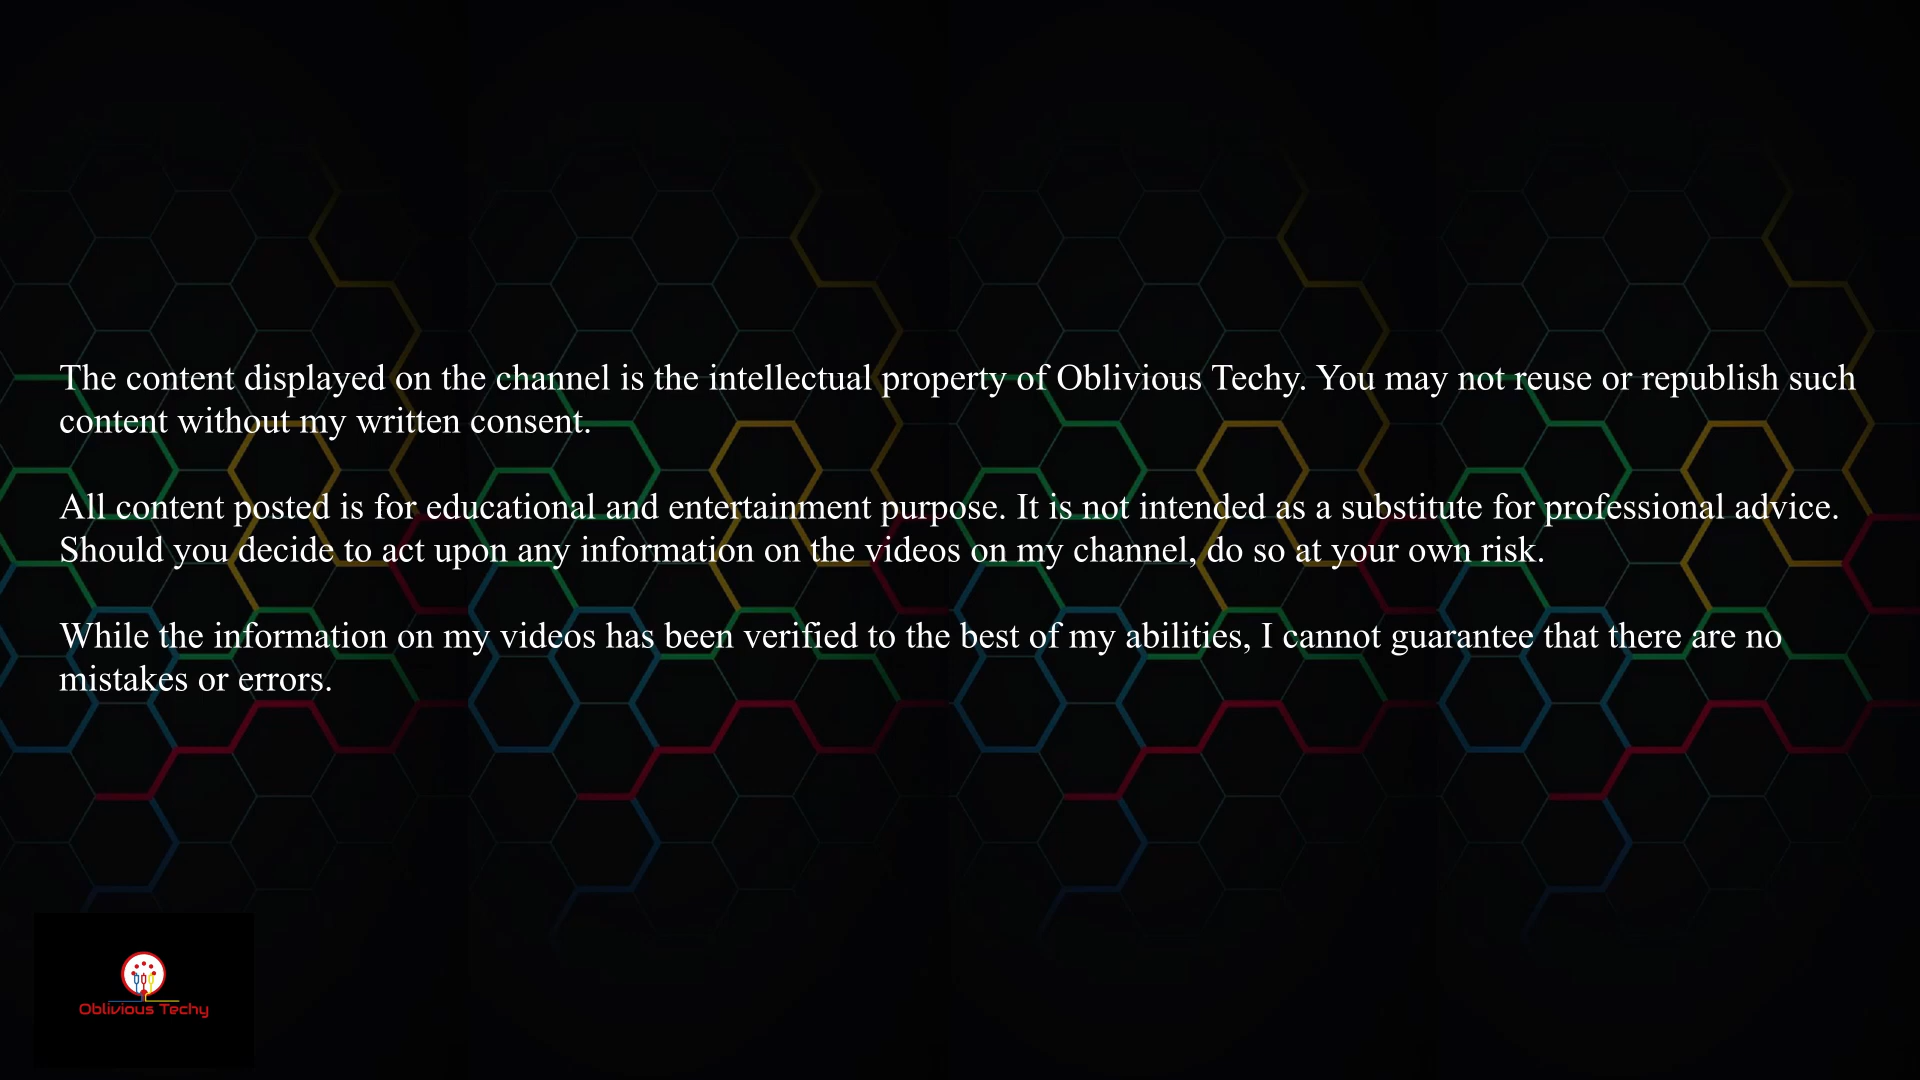 The content displayed on the channel is the intellectual property of Oblivious Techy. You may not reuse or republish such
content without my written consent.
All content posted is for educational and entertainment purpose. It is not intended as a substitute for professional advice.
Should you decide to act upon any information on the videos on my channel, do so at your own risk.
While the information on my videos has been verified to the best of my abilities, I cannot guarantee that there are no
mistakes or errors.
Oblivious Techy